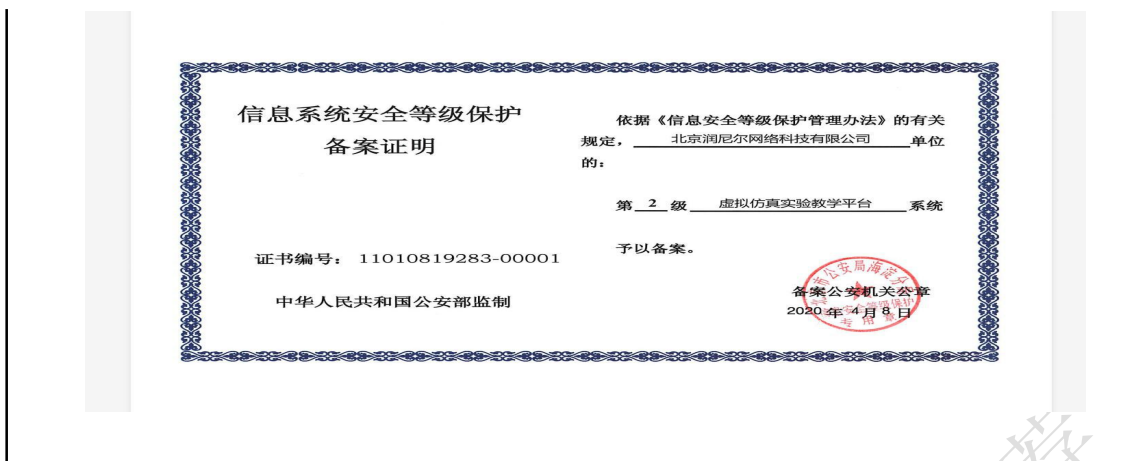 信息系统安全等级保护
备案证明
证书编号：11010819283-00001
中华人民共和国公安部监制
依据《信息安全等级保护管理办法》的有关
规定，北京润尼尔网络科技有限公司单位
的：
第 2 级 虚拟仿真实验教学平台 系统
予以备案。
备案公安机关公章
2020 年 4 月 8 日